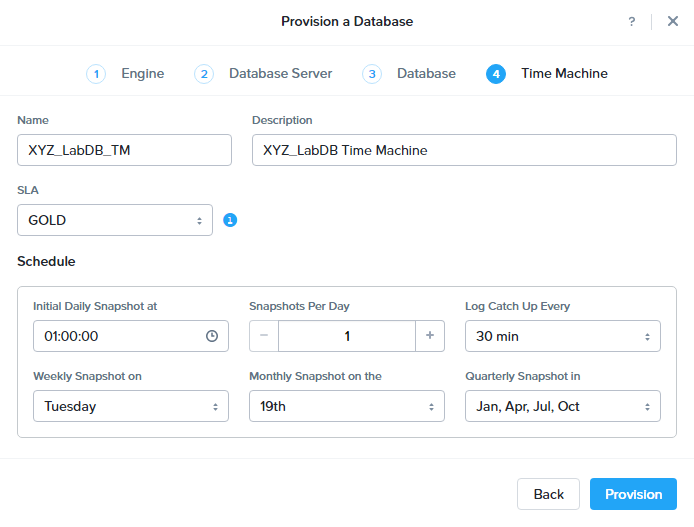 Provision a Database
?
1 Engine 2 Database Server 3 Database 4 Time Machine
Name Description
XYZ_LabDB_TM XYZ_LabDB Time Machine
SLA
GOLD
Schedule
Initial Daily Snapshot at Snapshots Per Day Log Catch Up Every
01:00:00 − 1 + 30 min
Weekly Snapshot on Monthly Snapshot on the Quarterly Snapshot in
Tuesday 19th Jan, Apr, Jul, Oct
Back Provision